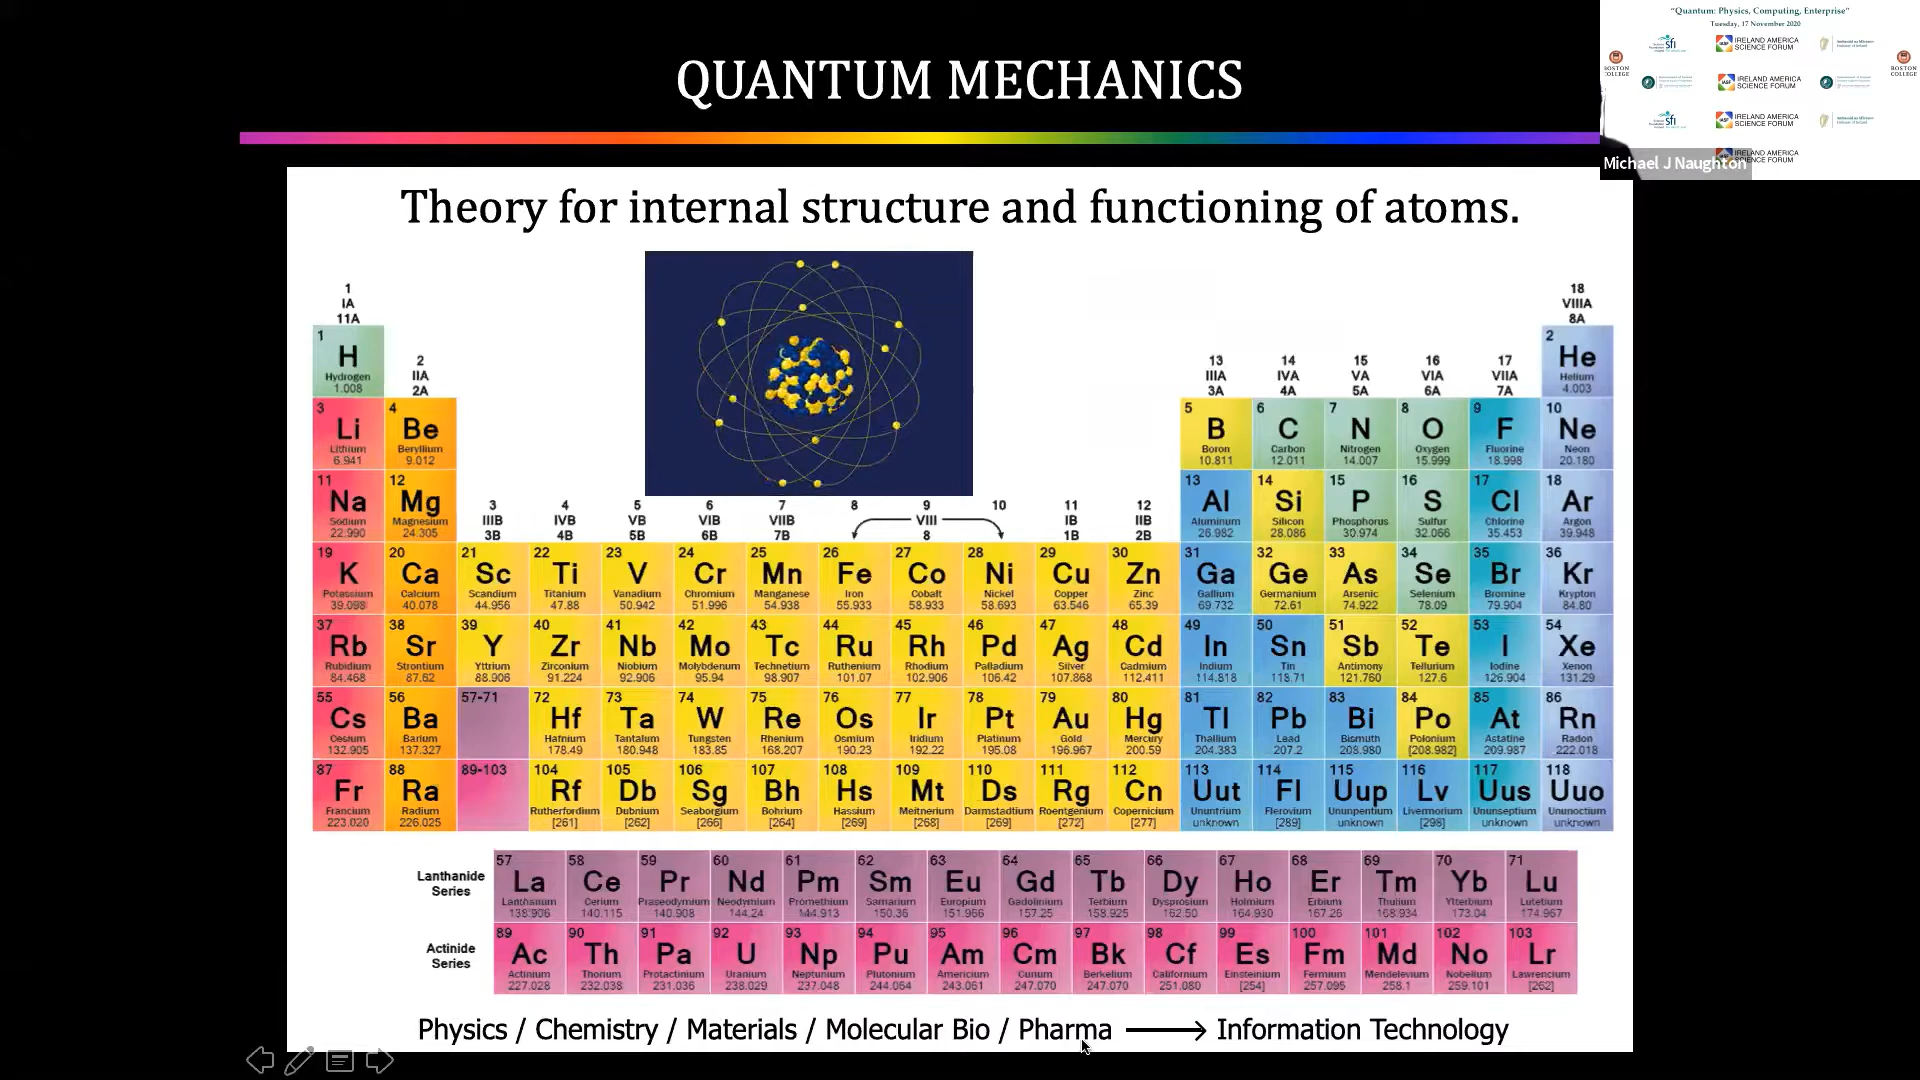 QUANTUM MECHANICS
"Quantum: Physics, Computing, Enterprise"
Tuesday, 17 November 2020
sfi IRELAND AMERICA SCIENCE FORUM
BOSTON COLLEGE IRELAND AMERICA SCIENCE FORUM BOSTON COLLEGE
sfi IRELAND AMERICA SCIENCE FORUM
IRELAND AMERICA SCIENCE FORUM
Michael J Naughton
Theory for internal structure and functioning of atoms.
1 18
IA VIIIA
11A 8A
2 13 14 15 16 17
IIA IIIA IVA VA VIA VIIA
2A 3A 4A 5A 6A 7A
1 2
H He
Hydrogen Helium
1.008 4.003
3 4 5 6 7 8 9 10
Li Be B C N O F Ne
Lithium Beryllium Boron Carbon Nitrogen Oxygen Fluorine Neon
6.941 9.012 10.811 12.011 14.007 15.999 18.998 20.180
11 12 13 14 15 16 17 18
Na Mg Al Si P S Cl Ar
Sodium Magnesium Aluminum Silicon Phosphorus Sulfur Chlorine Argon
22.990 24.305 26.982 28.086 30.974 32.066 35.453 39.948
3 4 5 6 7 8 9 10 11 12
IIIB IVB VB VIB VIIB VIII IB IIB
3B 4B 5B 6B 7B 8 1B 2B
19 20 21 22 23 24 25 26 27 28 29 30 31 32 33 34 35 36
K Ca Sc Ti V Cr Mn Fe Co Ni Cu Zn Ga Ge As Se Br Kr
Potassium Calcium Scandium Titanium Vanadium Chromium Manganese Iron Cobalt Nickel Copper Zinc Gallium Germanium Arsenic Selenium Bromine Krypton
39.098 40.078 44.956 47.88 50.942 51.996 54.938 55.933 58.933 58.693 63.546 65.39 69.732 72.61 74.922 78.09 79.904 84.80
37 38 39 40 41 42 43 44 45 46 47 48 49 50 51 52 53 54
Rb Sr Y Zr Nb Mo Tc Ru Rh Pd Ag Cd In Sn Sb Te I Xe
Rubidium Strontium Yttrium Zirconium Niobium Molybdenum Technetium Ruthenium Rhodium Palladium Silver Cadmium Indium Tin Antimony Tellurium Iodine Xenon
84.468 87.62 88.906 91.224 92.906 95.94 98.907 101.07 102.906 106.42 107.868 112.411 114.818 118.71 121.760 127.6 126.904 131.29
55 56 57-71 72 73 74 75 76 77 78 79 80 81 82 83 84 85 86
Cs Ba Hf Ta W Re Os Ir Pt Au Hg Tl Pb Bi Po At Rn
Cesium Barium Hafnium Tantalum Tungsten Rhenium Osmium Iridium Platinum Gold Mercury Thallium Lead Bismuth Polonium Astatine Radon
132.905 137.327 178.49 180.948 183.85 168.207 190.23 192.22 195.08 196.967 200.59 204.383 207.2 208.980 [208.982] 209.987 222.018
87 88 89-103 104 105 106 107 108 109 110 111 112 113 114 115 116 117 118
Fr Ra Rf Db Sg Bh Hs Mt Ds Rg Cn Uut Fl Uup Lv Uus Uuo
Francium Radium Rutherfordium Dubnium Seaborgium Bohrium Hassium Meitnerium Darmstadtium Roentgenium Copernicium Ununtrium Flerovium Ununpentium Livermorium Ununseptium Ununoctium
223.020 226.025 [261] [262] [266] [264] [269] [268] [269] [272] [277] unknown [289] unknown [298] unknown unknown
Lanthanide
Series
57 58 59 60 61 62 63 64 65 66 67 68 69 70 71
La Ce Pr Nd Pm Sm Eu Gd Tb Dy Ho Er Tm Yb Lu
Lanthanum Cerium Praseodymium Neodymium Promethium Samarium Europium Gadolinium Terbium Dysprosium Holmium Erbium Thulium Ytterbium Lutetium
138.906 140.115 140.908 144.24 144.913 150.36 151.966 157.25 158.925 162.50 164.930 167.26 168.934 173.04 174.967
Actinide
Series
89 90 91 92 93 94 95 96 97 98 99 100 101 102 103
Ac Th Pa U Np Pu Am Cm Bk Cf Es Fm Md No Lr
Actinium Thorium Protactinium Uranium Neptunium Plutonium Americium Curium Berkelium Californium Einsteinium Fermium Mendelevium Nobelium Lawrencium
227.028 232.038 231.036 238.029 237.048 244.064 243.061 247.070 247.070 251.080 [254] 257.095 258.1 259.101 [262]
Physics / Chemistry / Materials / Molecular Bio / Pharma ⟶ Information Technology